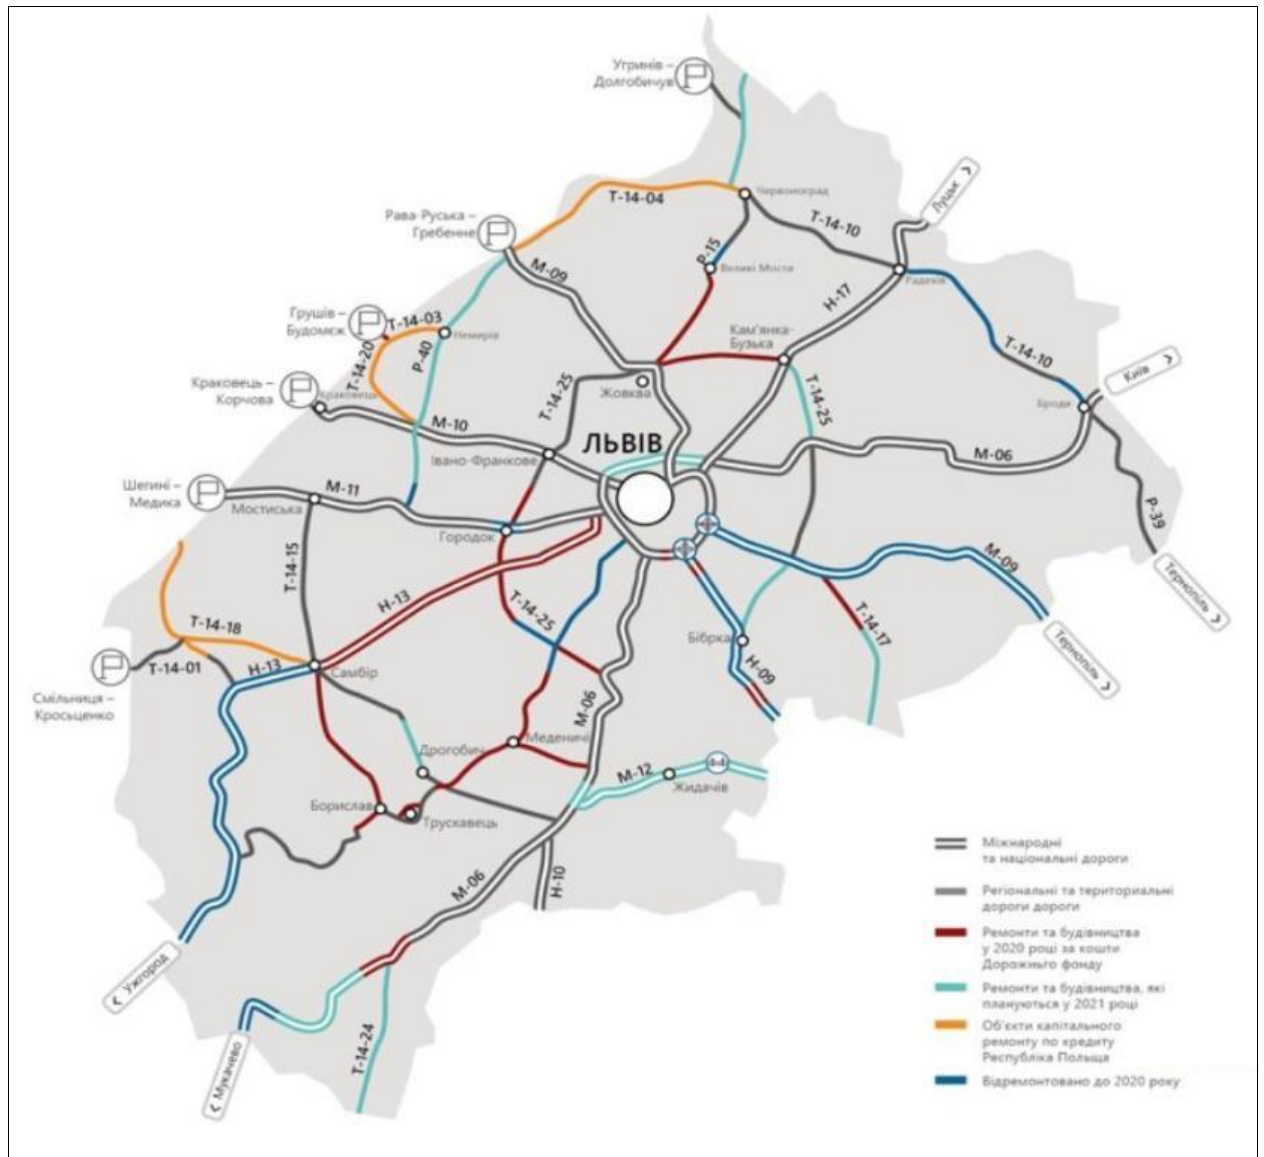 Угринів –
Долгобичув
Червоноград
Т-14-04
Луцьк
Рава-Руська –
Гребенне
Т-14-10
Р-15
М-09
Великі Мости
Радехів
Н-17
Грушів –
Будомєж
Т-14-03
Немирів
Кам'янка-
Бузька
Т-14-10
Т-14-20
Р-40
Київ
Краковець –
Корчова
Краковець
Т-14-25
Жовква
Т-14-25
Броди
М-10
ЛЬВІВ
Івано-Франкове
М-06
Шегині –
Медика
М-11
Мостиська
Р-39
Городок
Т-14-15
М-09
Тернопіль
Н-13
Т-14-25
Т-14-17
Т-14-18
Бібрка
Тернопіль
Т-14-01
Н-13
Самбір
Н-09
Смільниця –
Кросьценко
М-06
Меденичі
Дрогобич
М-12
Жидачів
Борислав
Трускавець
М-06
Н-10
Ужгород
Т-14-24
Мукачево
Міжнародні
та національні дороги
Регіональні та територіальні
дороги дороги
Ремонти та будівництва
у 2020 році за кошти
Дорожнього фонду
Ремонти та будівництва, які
плануються у 2021 році
Об'єкти капітального
ремонту по кредиту
Республіка Польща
Відремонтовано до 2020 року